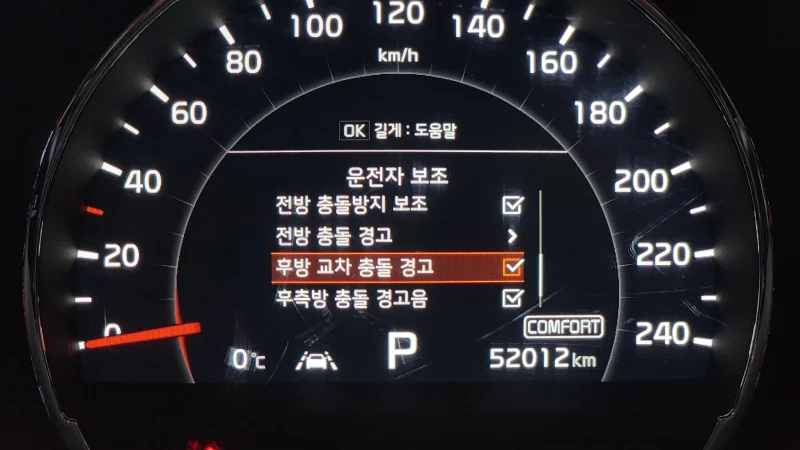 120
100 140
km/h
80 160
60 180
OK 길게 : 도움말
운전자 보조
40 200
전방 충돌방지 보조
전방 충돌 경고
20 220
후방 교차 충돌 경고
후측방 충돌 경고음
0 COMFORT 240
0℃ P 52012km